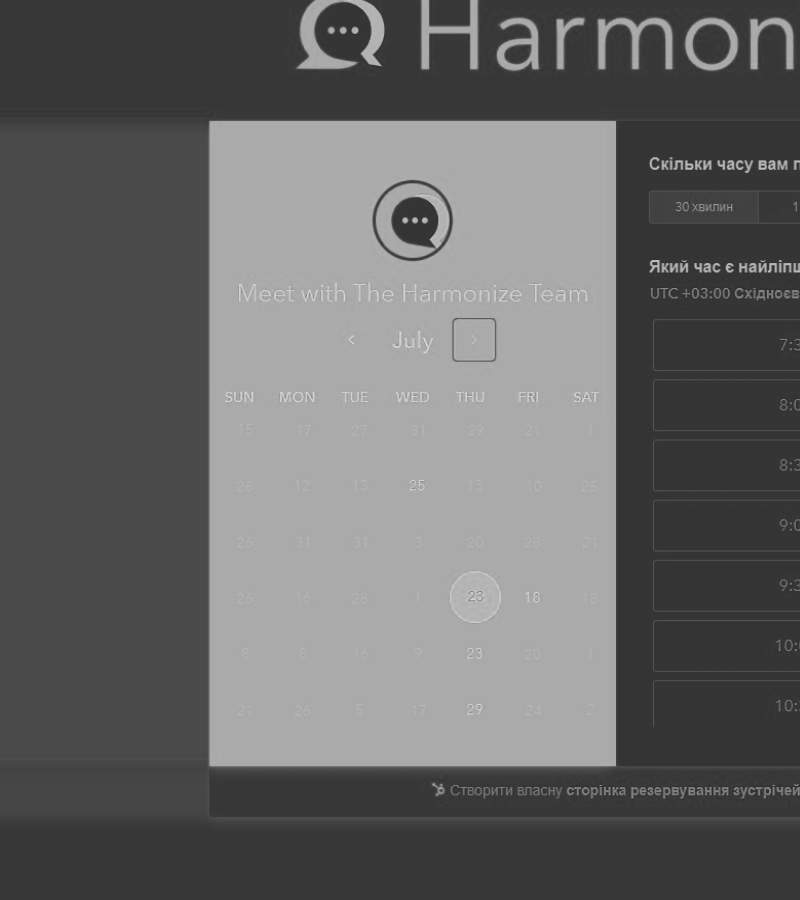 Harmon
Meet with The Harmonize Team
July
SUN MON TUE WED THU FRI SAT
15 17 27 31 29 21 1
28 12 13 25 13 10 25
26 31 31 3 20 28 21
26 16 28 1 23 18 18
8 8 16 9 23 20 1
21 26 5 17 29 24 2
Скільки часу вам п
30 хвилин 1
Який час є найліпш
UTC +03:00 Східноєв
7:3
8:0
8:3
9:0
9:3
10:
10:
Створити власну сторінка резервування зустрічей